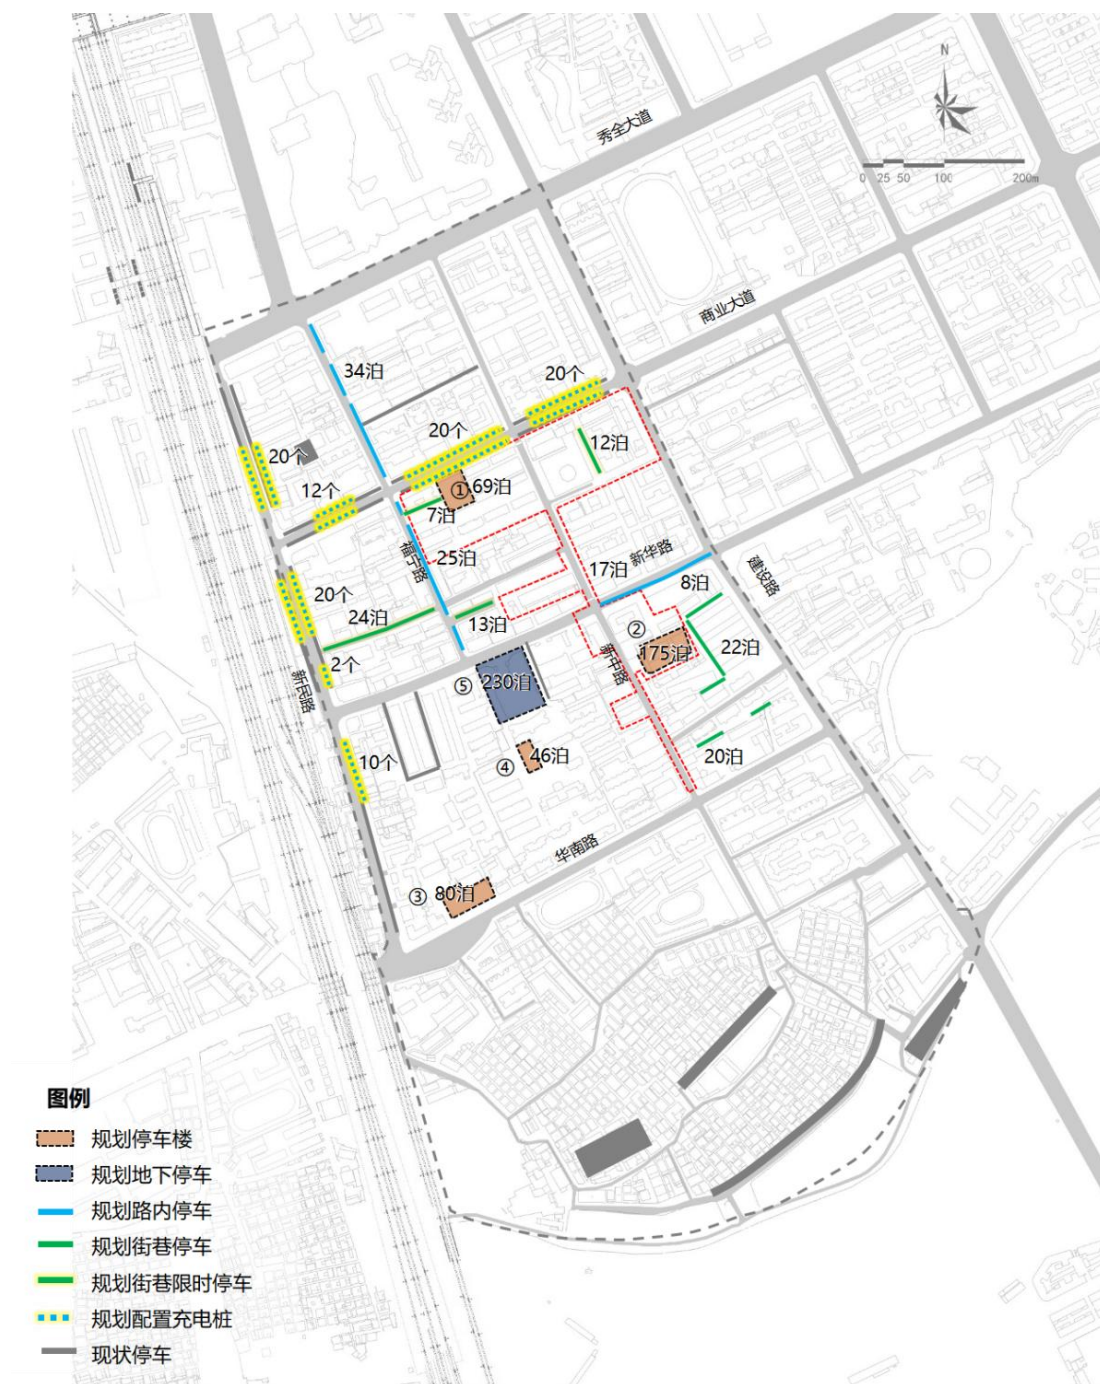 N
秀全大道
0 25 50 100 200m
商业大道
34泊
20个
20个
12泊
20个
12个
① 69泊
7泊
福宁路
25泊
新华路
17泊
建设路
8泊
20个
24泊
13泊
②
175泊
22泊
2个
新中路
新民路
⑤ 230泊
④ 46泊
20泊
10个
华南路
③ 80泊
图例
规划停车楼
规划地下停车
规划路内停车
规划街巷停车
规划街巷限时停车
规划配置充电桩
现状停车